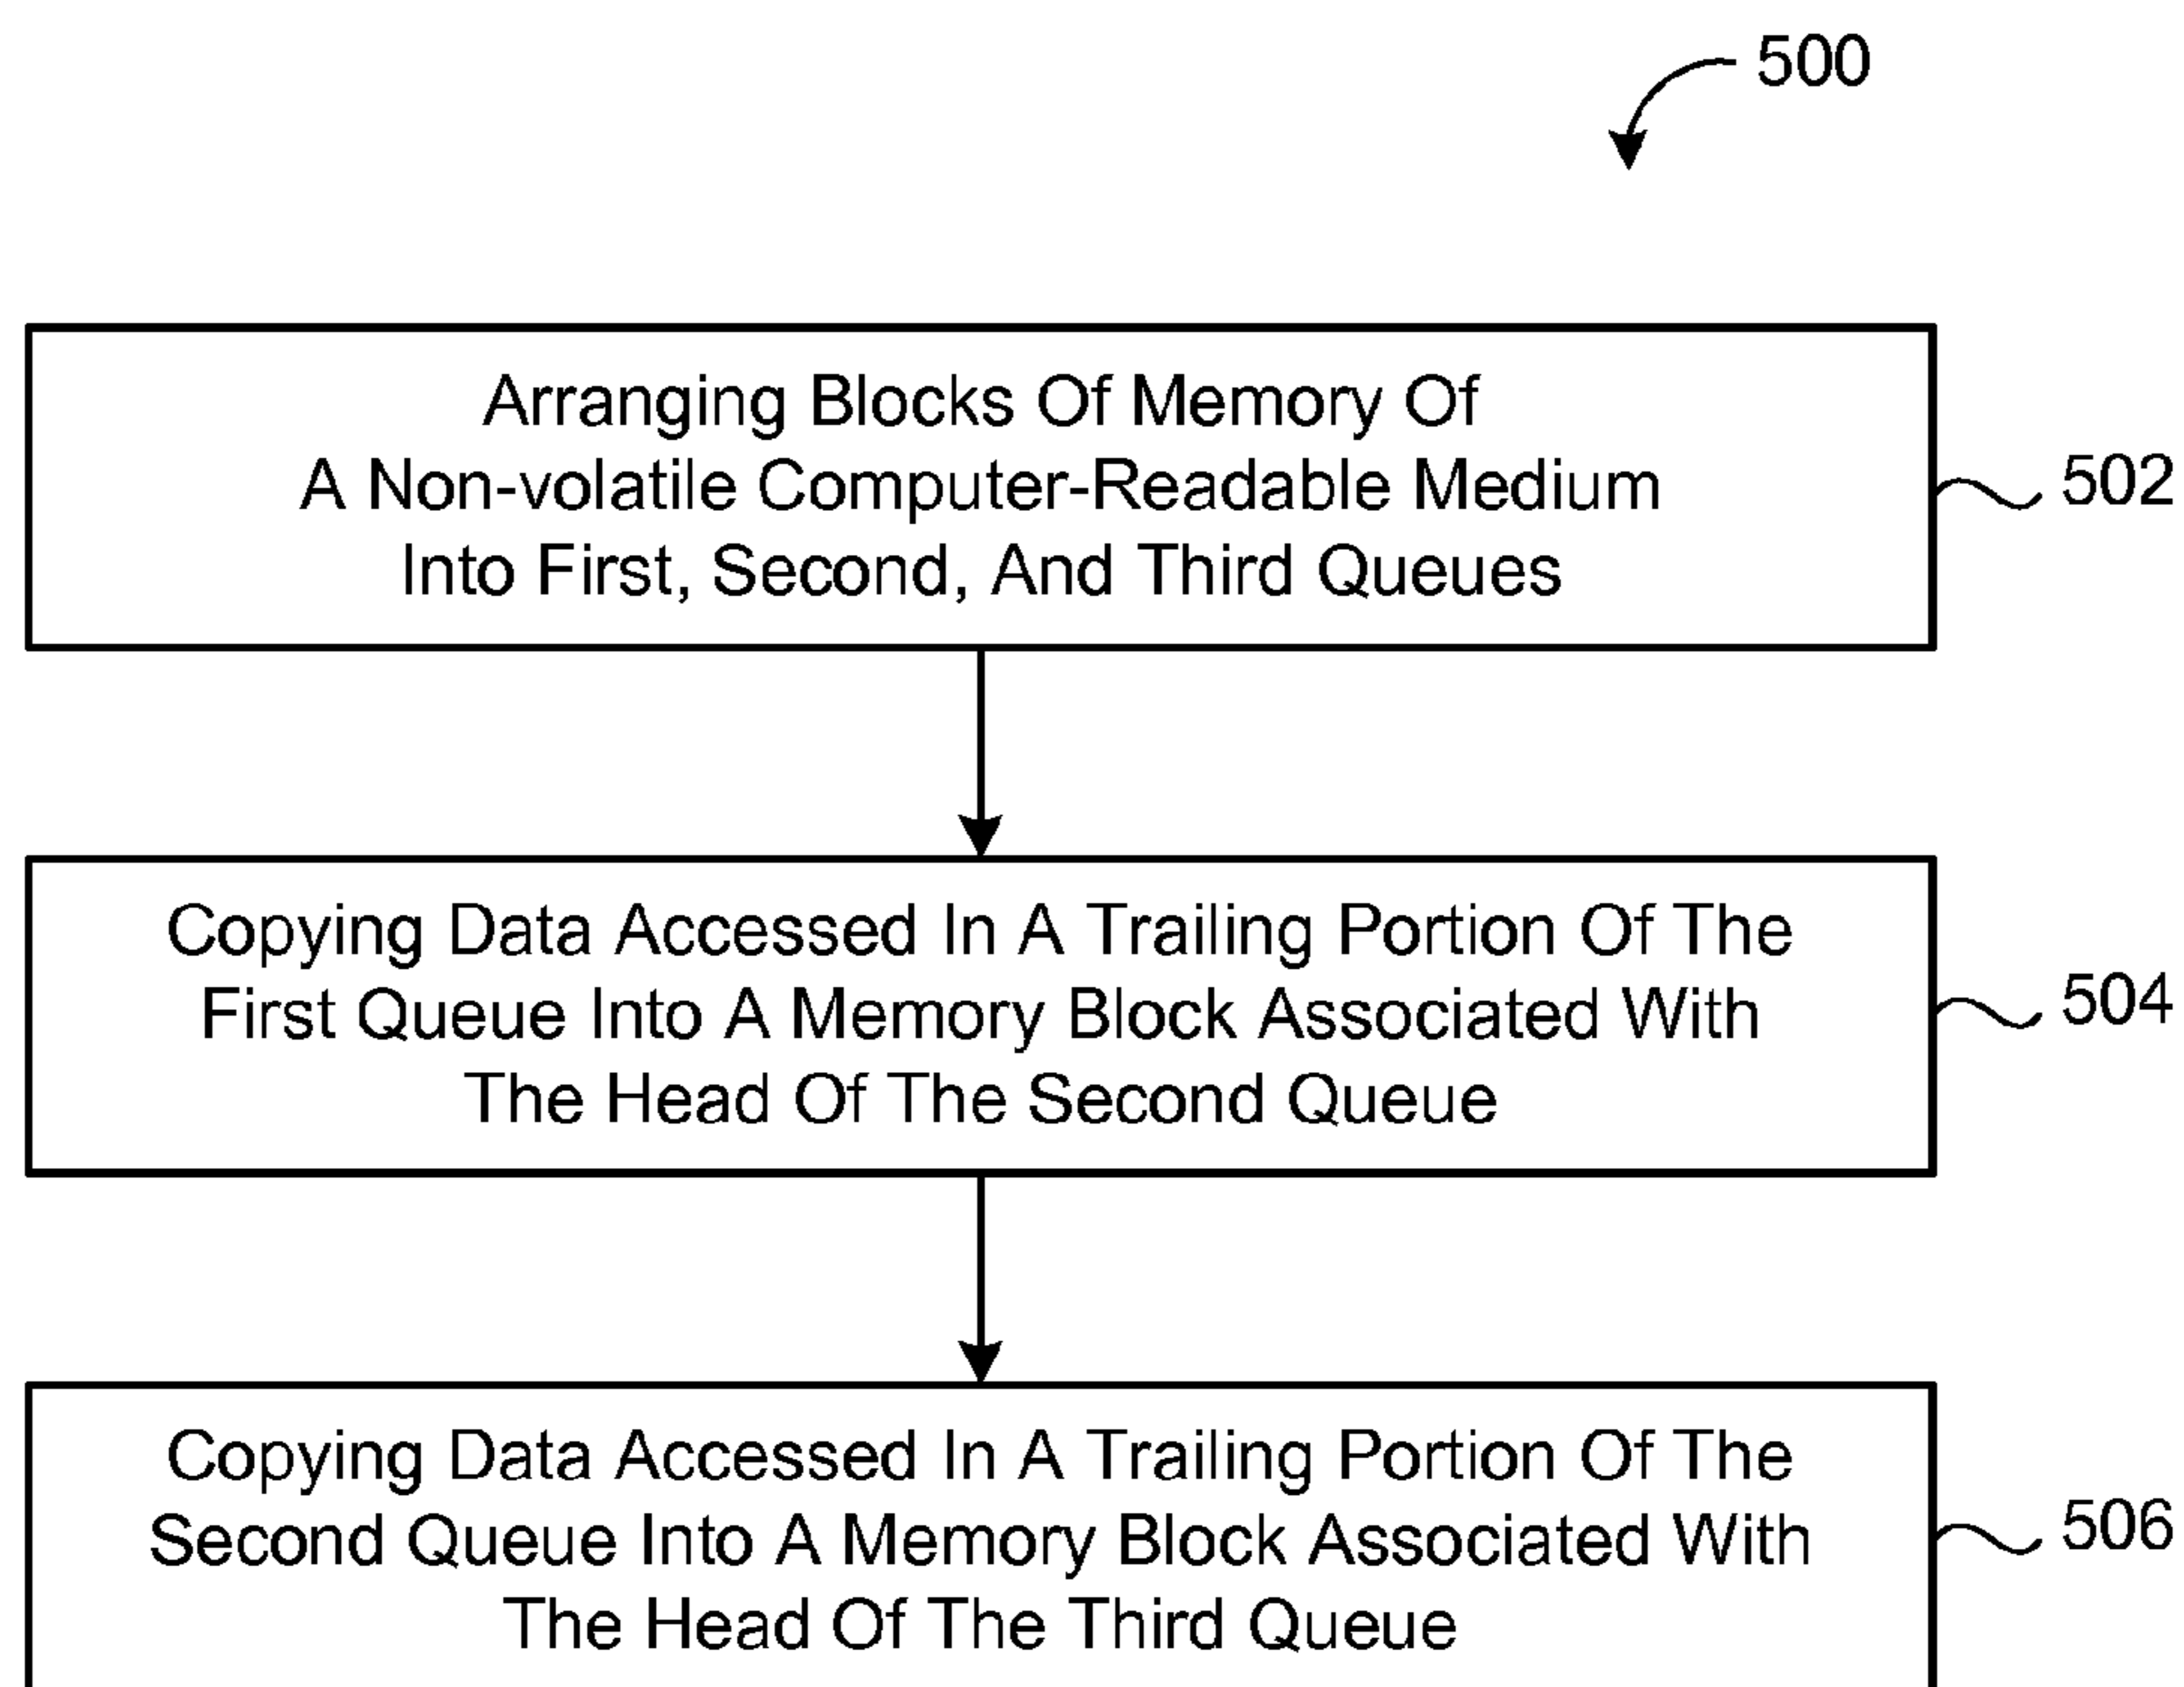 500
Arranging Blocks Of Memory Of
A Non-volatile Computer-Readable Medium
Into First, Second, And Third Queues
502
Copying Data Accessed In A Trailing Portion Of The
First Queue Into A Memory Block Associated With
The Head Of The Second Queue
504
Copying Data Accessed In A Trailing Portion Of The
Second Queue Into A Memory Block Associated With
The Head Of The Third Queue
506